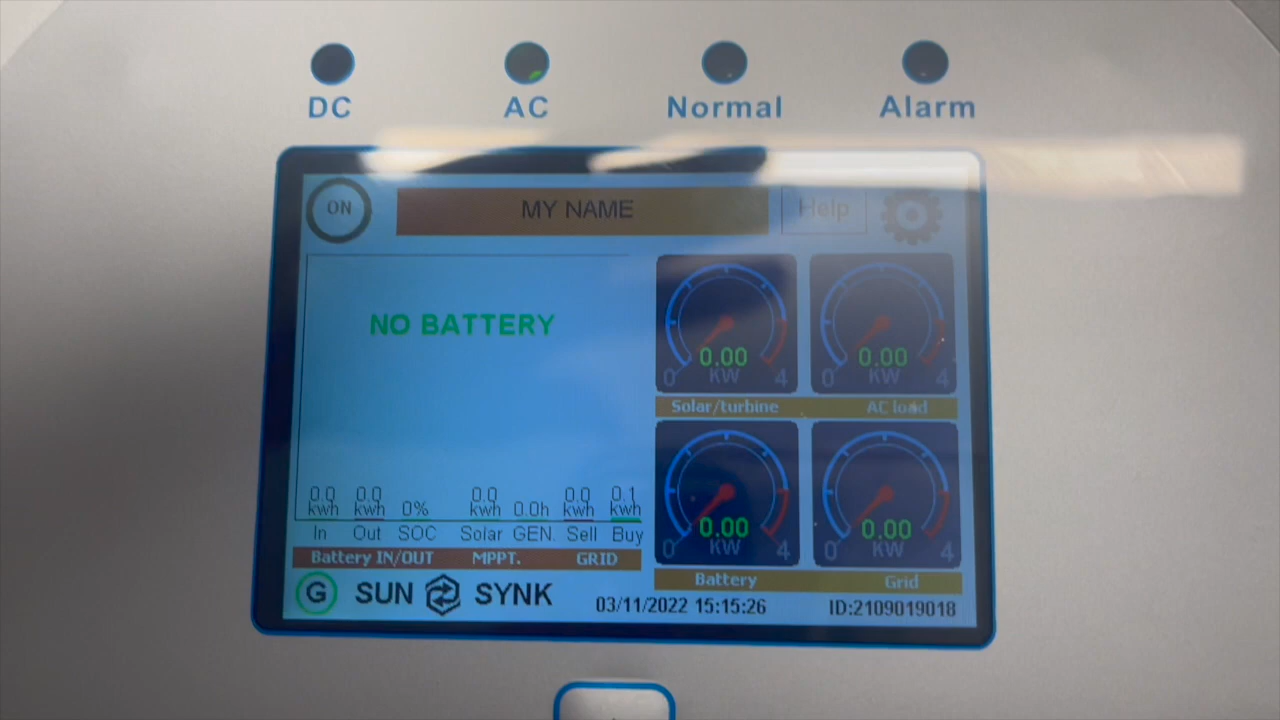 DC AC Normal Alarm
ON MY NAME Help
NO BATTERY
0.00 KW 0 4
0.00 KW 0 4
Solar/turbine AC load
0.00 KW 0 4
0.00 KW 0 4
Battery Grid
0.0 kwh 0.0 kwh 0% 0.0 kwh 0.0h 0.0 kwh 0.1 kwh
In Out SOC Solar GEN. Sell Buy
Battery IN/OUT MPPT. GRID
G SUN SYNK 03/11/2022 15:15:26 ID:2109019018